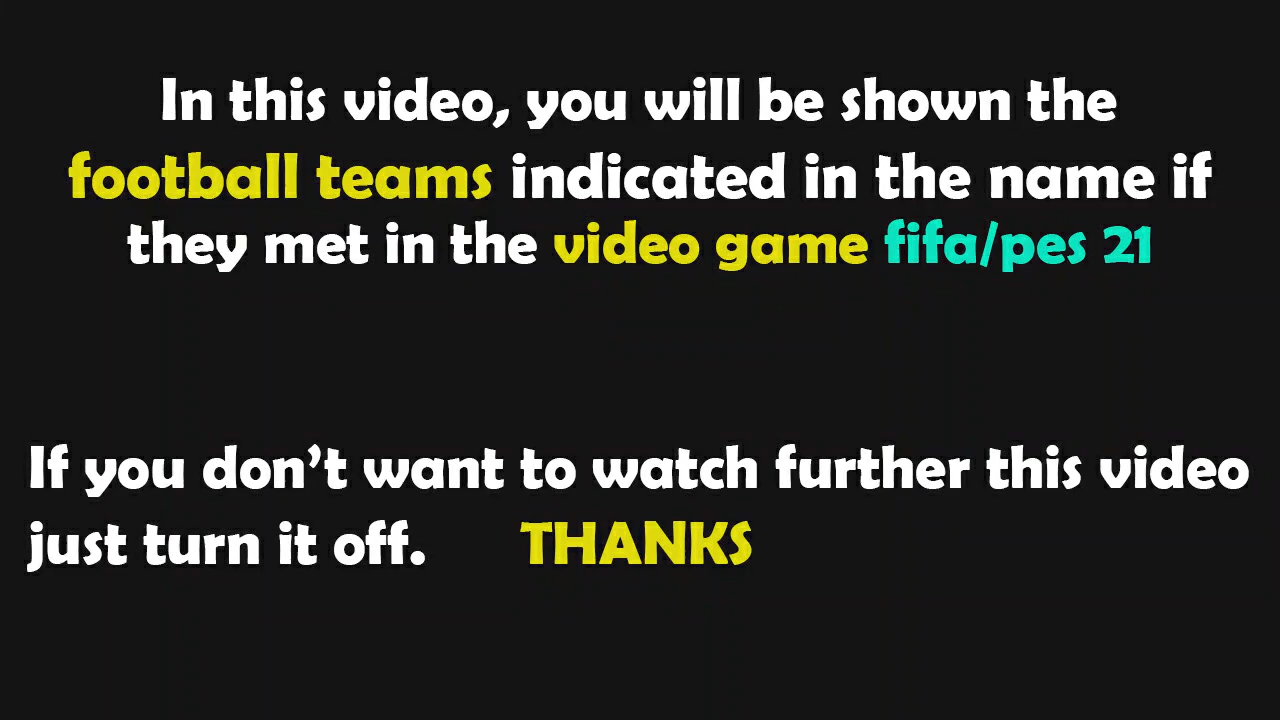 In this video, you will be shown the
football teams indicated in the name if
they met in the video game fifa/pes 21
If you don't want to watch further this video
just turn it off. THANKS